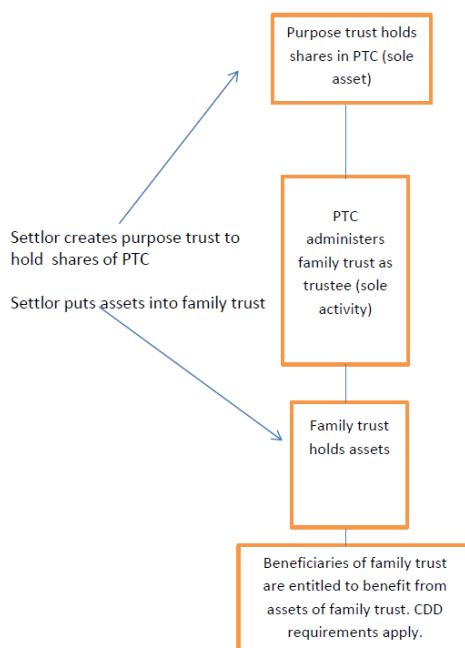 Purpose trust holds
shares in PTC (sole
asset)
PTC
administers
family trust as
trustee (sole
activity)
Settlor creates purpose trust to
hold shares of PTC
Settlor puts assets into family trust
Family trust
holds assets
Beneficiaries of family trust
are entitled to benefit from
assets of family trust. CDD
requirements apply.